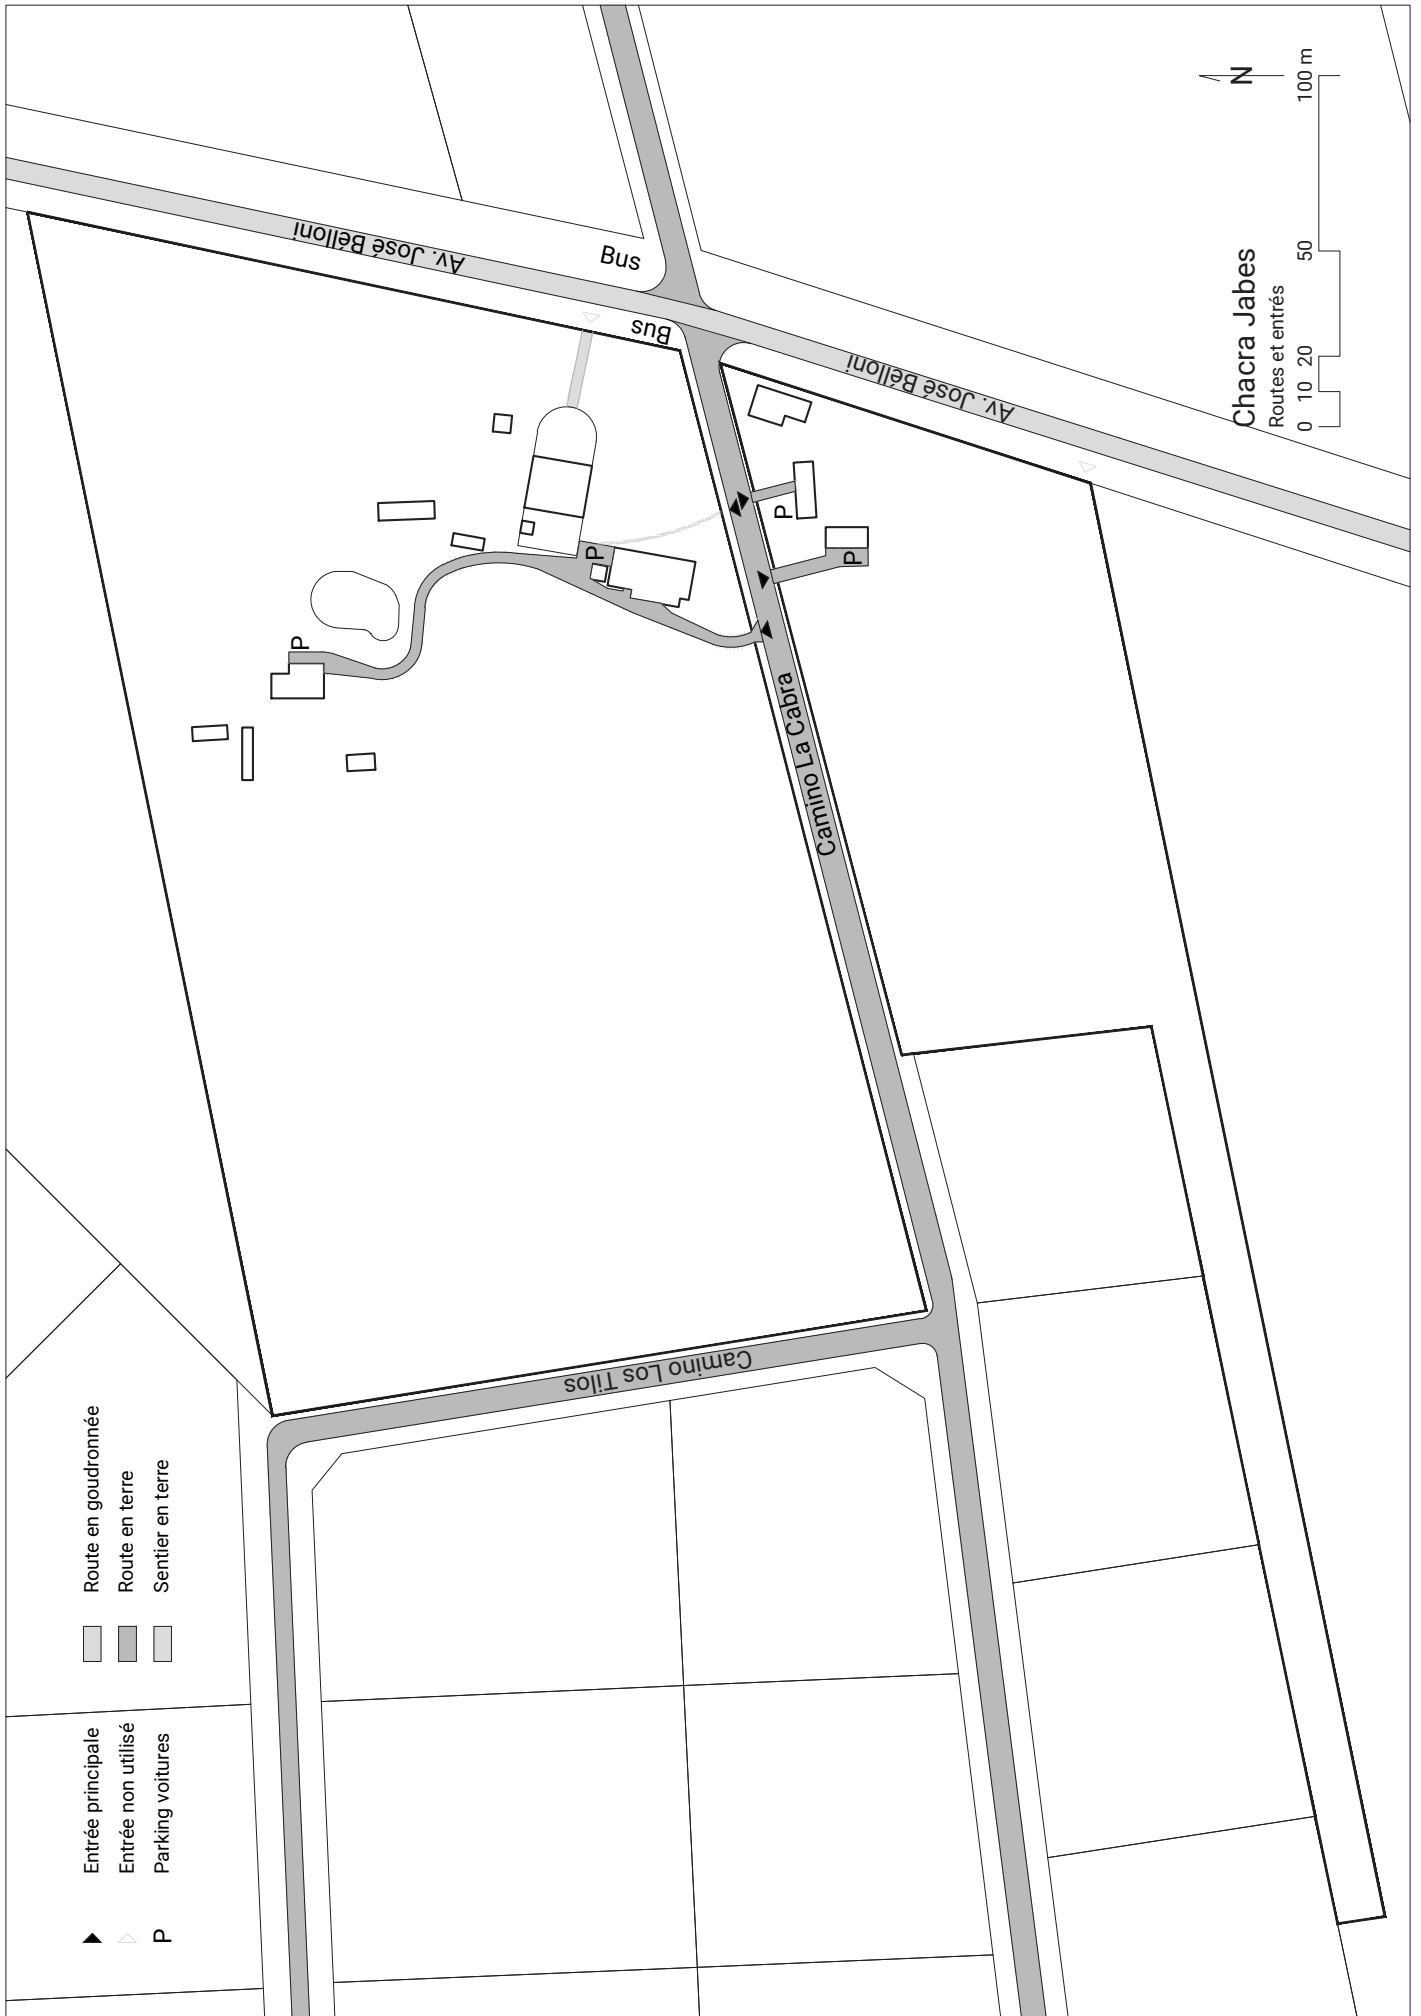 Chacra Jabes
Routes et entrés
0 10 20 50 100 m
N
Av. José Bélloni
Bus
Bus
Av. José Bélloni
P
P
P
P
Camino La Cabra
Camino Los Tilos
Entrée principale
Entrée non utilisé
P Parking voitures
Route en goudronnée
Route en terre
Sentier en terre